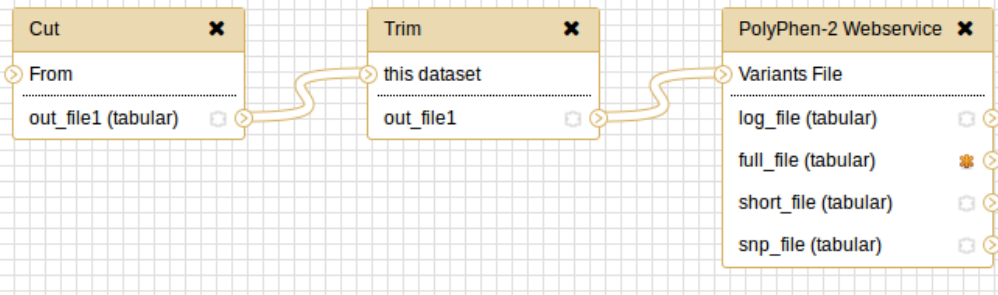 Cut
From
out_file1 (tabular)
Trim
this dataset
out_file1
PolyPhen-2 Webservice
Variants File
log_file (tabular)
full_file (tabular)
short_file (tabular)
snp_file (tabular)